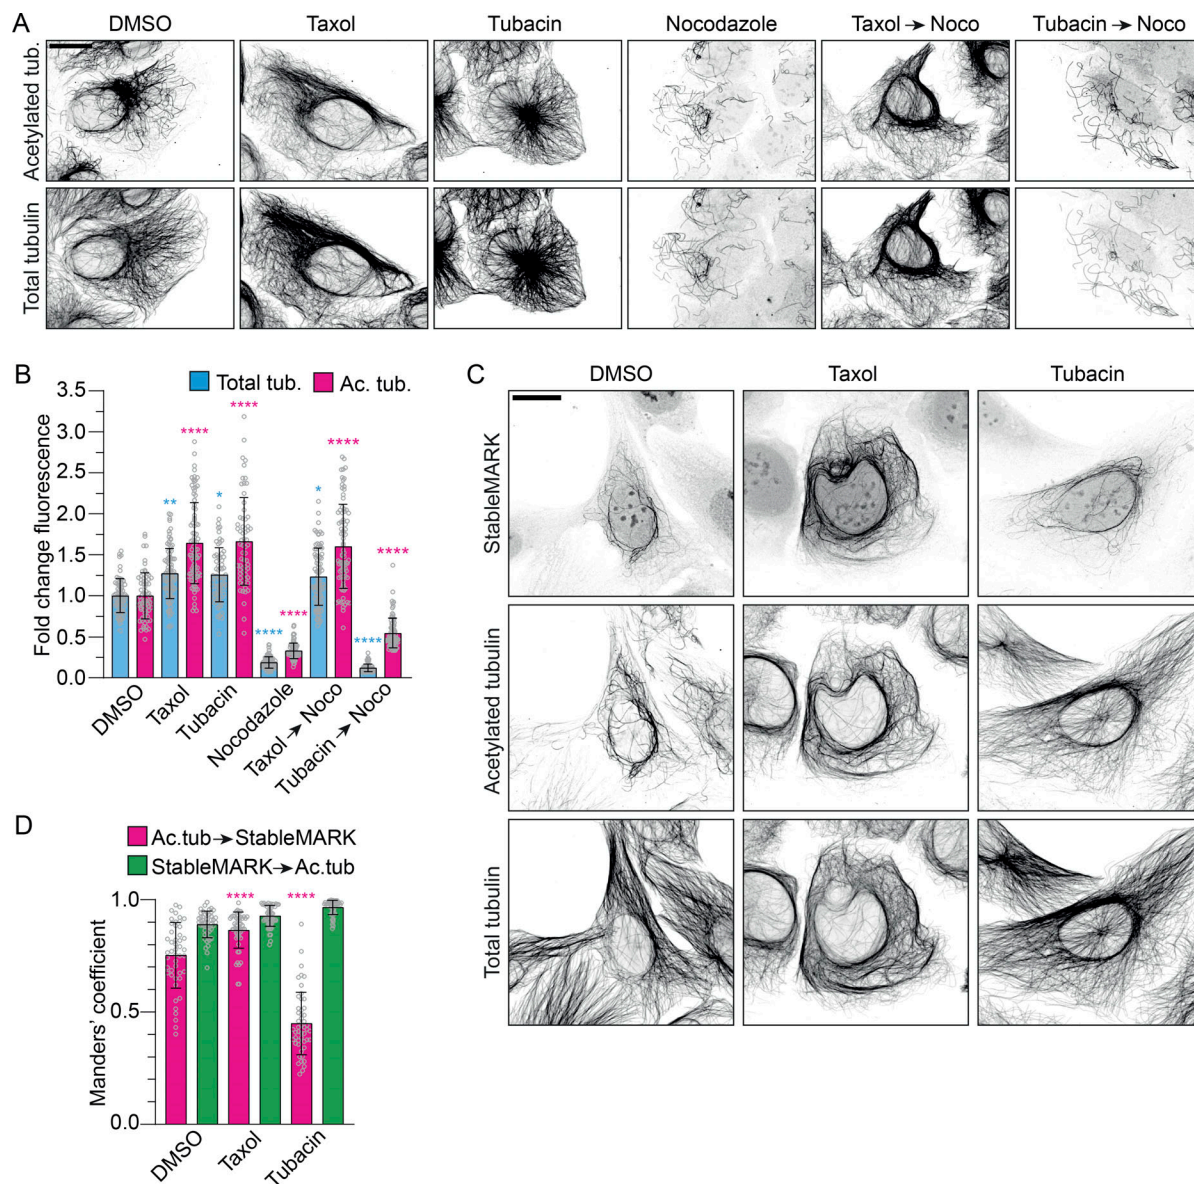 A
DMSO Taxol Tubacin Nocodazole Taxol → Noco Tubacin → Noco
Acetylated tub.
Total tubulin
B
Total tub. Ac. tub.
Fold change fluorescence
3.5
3.0
2.5
2.0
1.5
1.0
0.5
0.0
**** **** **** **** ****
** * **** * ****
DMSO
Taxol
Tubacin
Nocodazole
Taxol → Noco
Tubacin → Noco
C
DMSO Taxol Tubacin
StableMARK
Acetylated tubulin
Total tubulin
D
Ac.tub→StableMARK
StableMARK→Ac.tub
**** ****
Manders' coefficient
1.0
0.5
0.0
DMSO
Taxol
Tubacin